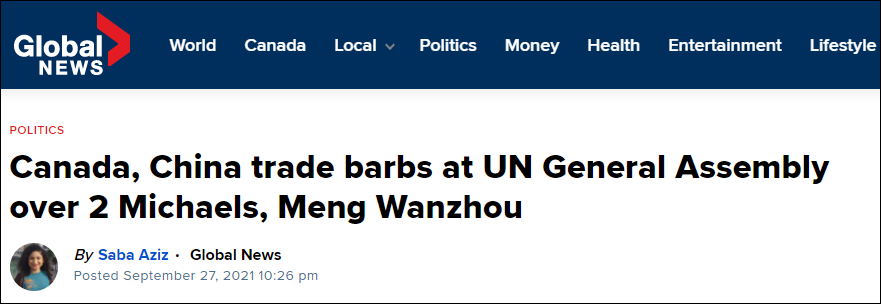 Global NEWS
World Canada Local Politics Money Health Entertainment Lifestyle
POLITICS
Canada, China trade barbs at UN General Assembly
over 2 Michaels, Meng Wanzhou
By Saba Aziz · Global News
Posted September 27, 2021 10:26 pm